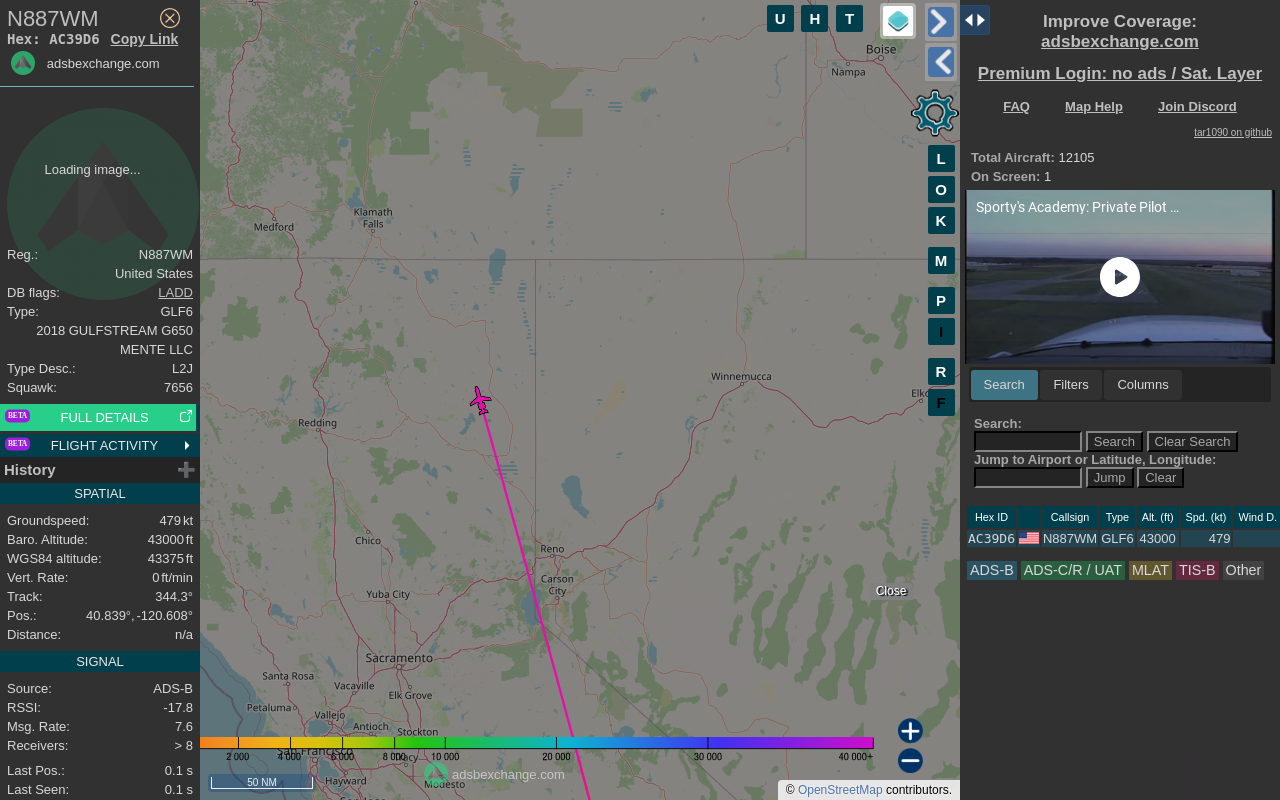 N887WM
Hex: AC39D6 Copy Link
adsbexchange.com
Loading image...
Reg.: N887WM
United States
DB flags: LADD
Type: GLF6
2018 GULFSTREAM G650
MENTE LLC
Type Desc.: L2J
Squawk: 7656
BETA FULL DETAILS
BETA FLIGHT ACTIVITY
History
SPATIAL
Groundspeed: 479 kt
Baro. Altitude: 43000 ft
WGS84 altitude: 43375 ft
Vert. Rate: 0 ft/min
Track: 344.3°
Pos.: 40.839°, -120.608°
Distance: n/a
SIGNAL
Source: ADS-B
RSSI: -17.8
Msg. Rate: 7.6
Receivers: > 8
Last Pos.: 0.1 s
Last Seen: 0.1 s
U H T
Boise
Nampa
L
O
K
M
P
I
R
F
Klamath
Falls
Medford
Winnemucca
Elko
Redding
Chico
Reno
Carson
City
Yuba City
Close
Sacramento
Santa Rosa
Vacaville
Elk Grove
Petaluma
Vallejo
Antioch
Stockton
San Francisco
Hayward
Modesto
2 000 4 000 6 000 8 000 10 000 20 000 30 000 40 000+
adsbexchange.com
50 NM
© OpenStreetMap contributors.
Improve Coverage:
adsbexchange.com
Premium Login: no ads / Sat. Layer
FAQ Map Help Join Discord
tar1090 on github
Total Aircraft: 12105
On Screen: 1
Sporty's Academy: Private Pilot ...
Search Filters Columns
Search:
Search Clear Search
Jump to Airport or Latitude, Longitude:
Jump Clear
Hex ID Callsign Type Alt. (ft) Spd. (kt) Wind D.
AC39D6 N887WM GLF6 43000 479
ADS-B ADS-C/R / UAT MLAT TIS-B Other